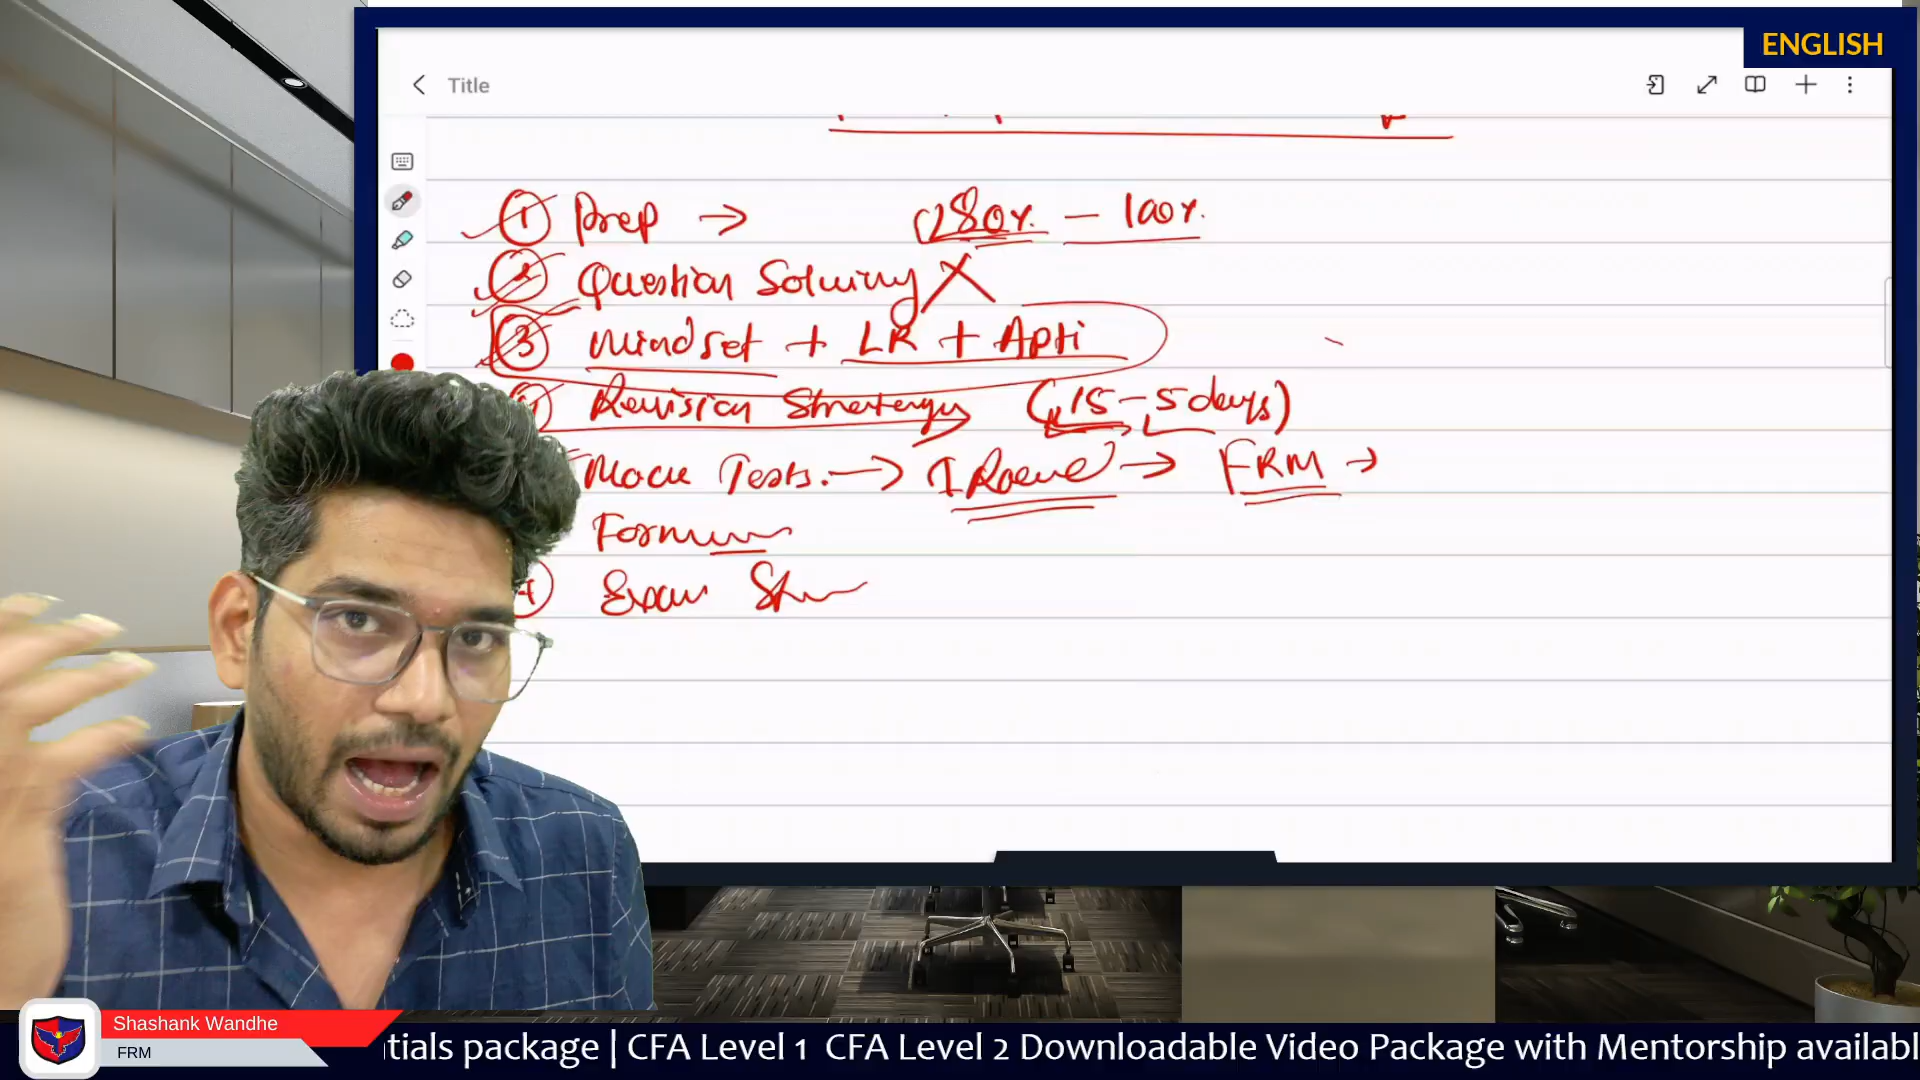 ENGLISH
Title
① Prep → 80% - 100%
② Question Solving X
③ Mindset + LR + Apti
Revision Strategy (15-5 days)
Mock Tests. → → FRM →
Exam
Shashank Wandhe
FRM
tials package | CFA Level 1 CFA Level 2 Downloadable Video Package with Mentorship availabl